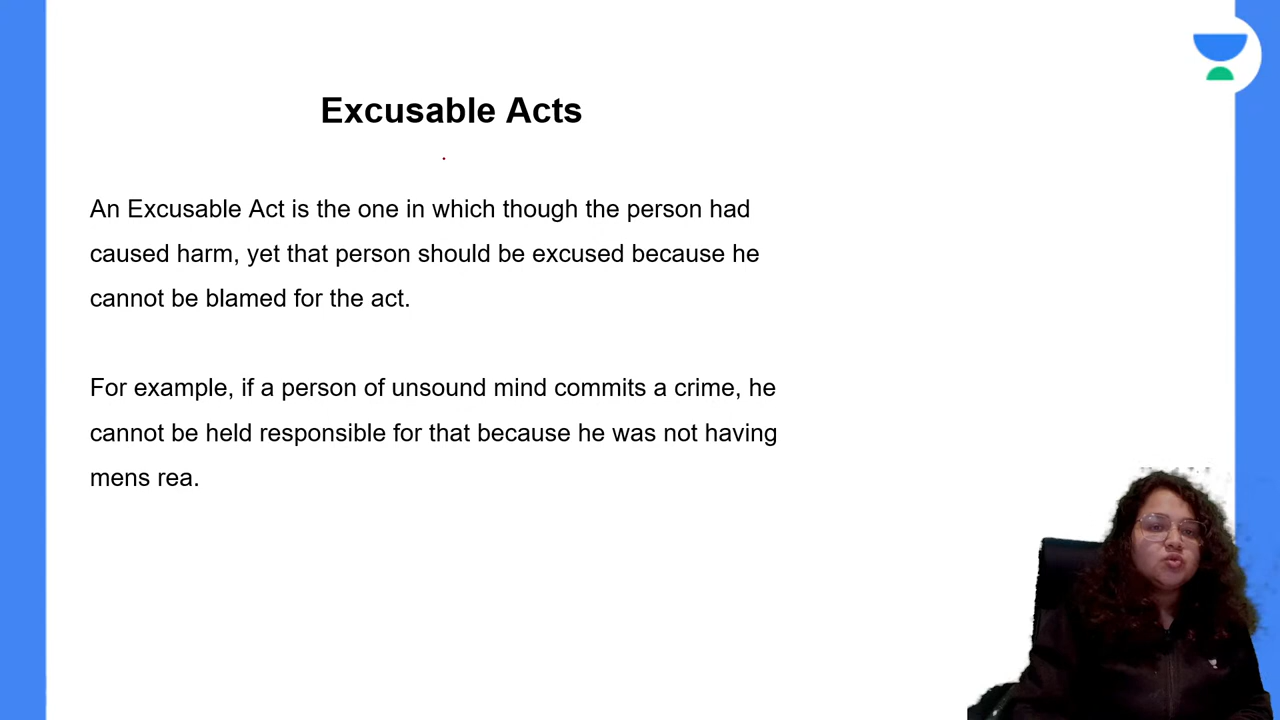 Excusable Acts
An Excusable Act is the one in which though the person had
caused harm, yet that person should be excused because he
cannot be blamed for the act.
For example, if a person of unsound mind commits a crime, he
cannot be held responsible for that because he was not having
mens rea.